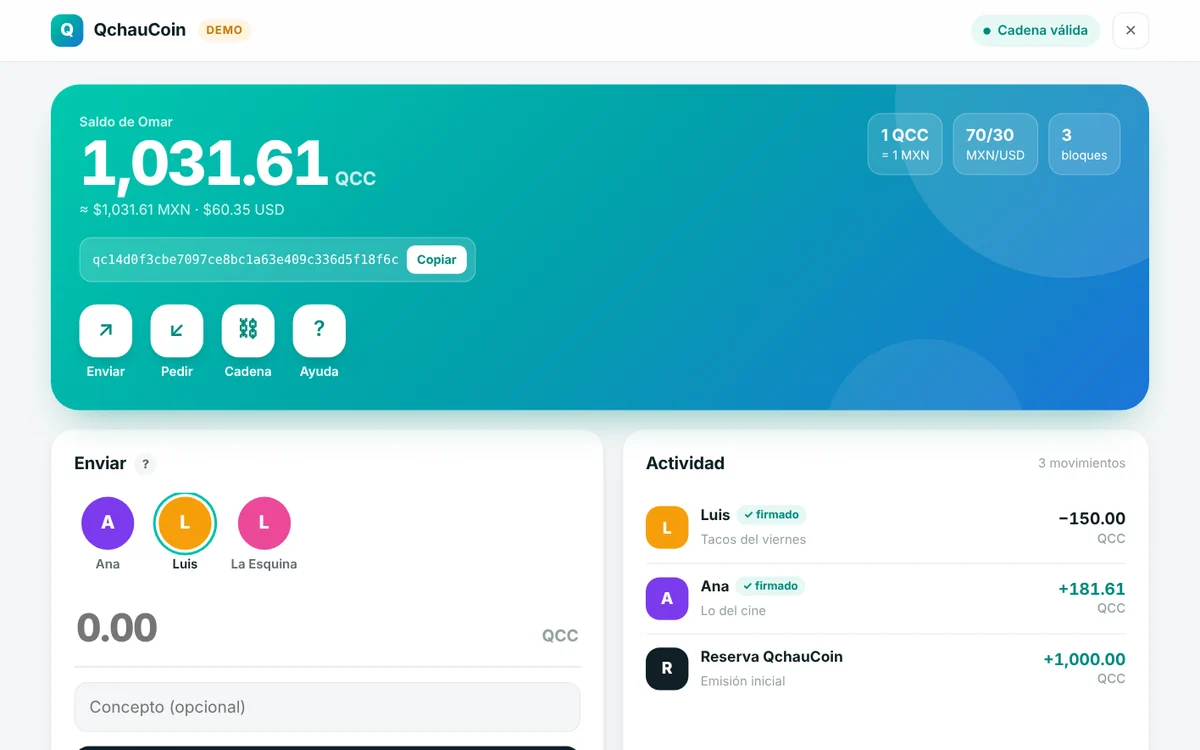 Q QchauCoin DEMO
Cadena válida ✕
Saldo de Omar
1,031.61 QCC
≈ $1,031.61 MXN · $60.35 USD
1 QCC
= 1 MXN
70/30
MXN/USD
3
bloques
qc14d0f3cbe7097ce8bc1a63e409c336d5f18f6c Copiar
?
Enviar Pedir Cadena Ayuda
Enviar ?
A L L
Ana Luis La Esquina
0.00 QCC
Concepto (opcional)
Actividad 3 movimientos
L
Luis ✓ firmado −150.00
Tacos del viernes QCC
A
Ana ✓ firmado +181.61
Lo del cine QCC
R
Reserva QchauCoin +1,000.00
Emisión inicial QCC